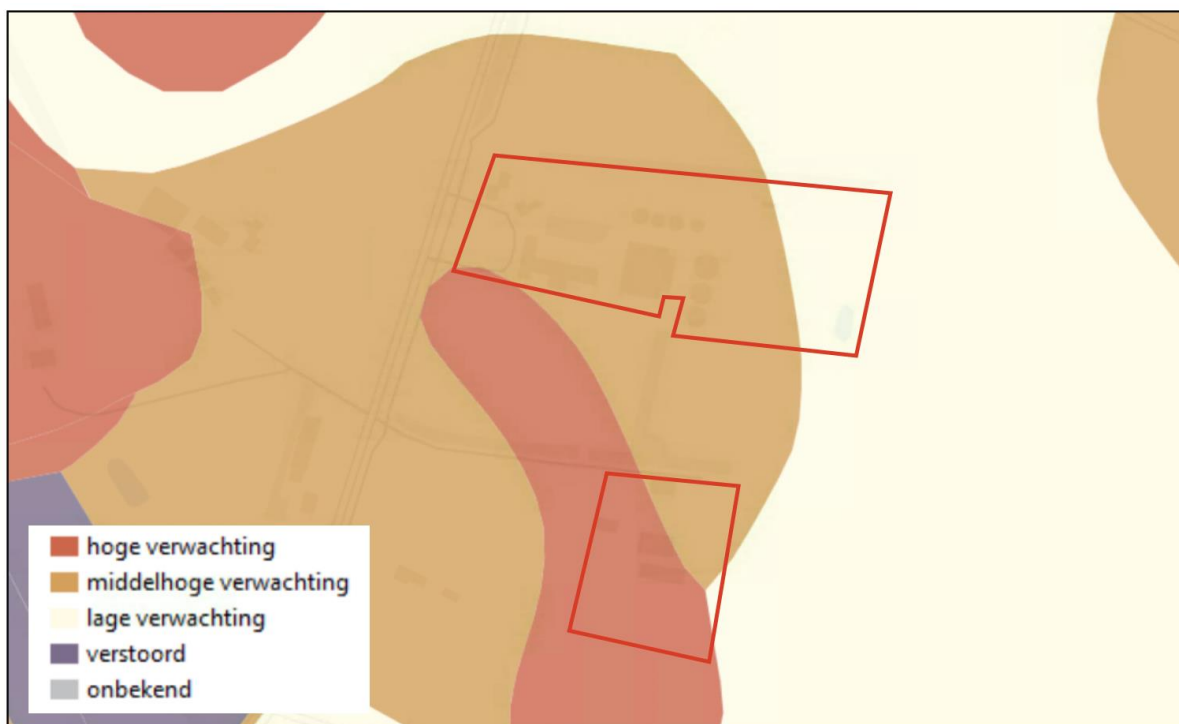 hoge verwachting
middelhoge verwachting
lage verwachting
verstoord
onbekend